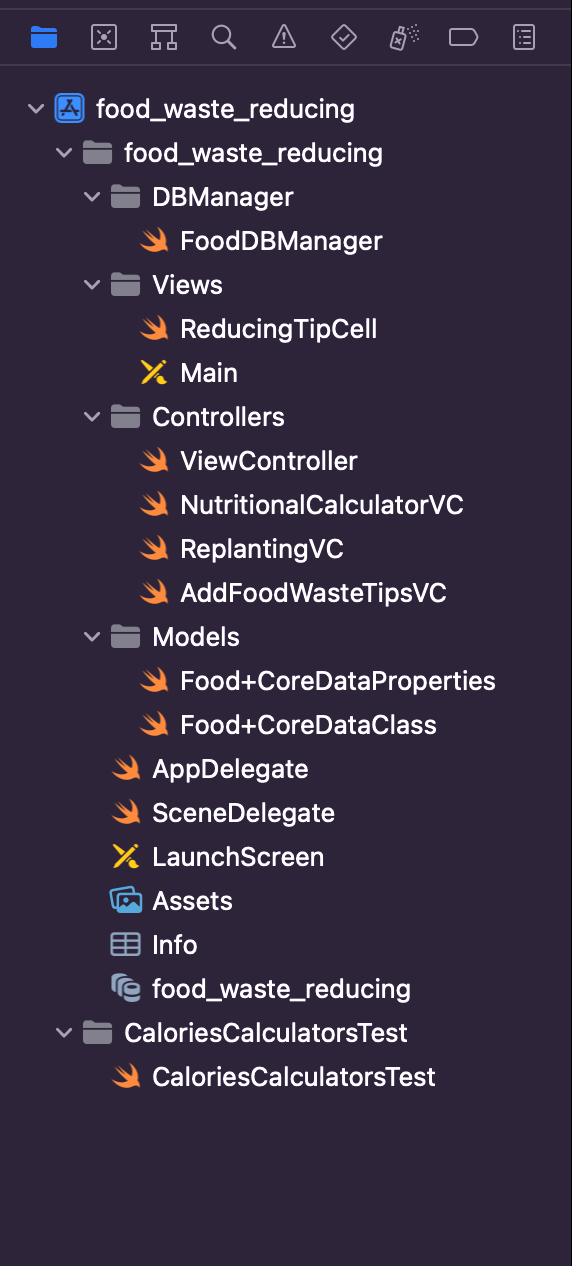 food_waste_reducing
food_waste_reducing
DBManager
FoodDBManager
Views
ReducingTipCell
Main
Controllers
ViewController
NutritionalCalculatorVC
ReplantingVC
AddFoodWasteTipsVC
Models
Food+CoreDataProperties
Food+CoreDataClass
AppDelegate
SceneDelegate
LaunchScreen
Assets
Info
food_waste_reducing
CaloriesCalculatorsTest
CaloriesCalculatorsTest